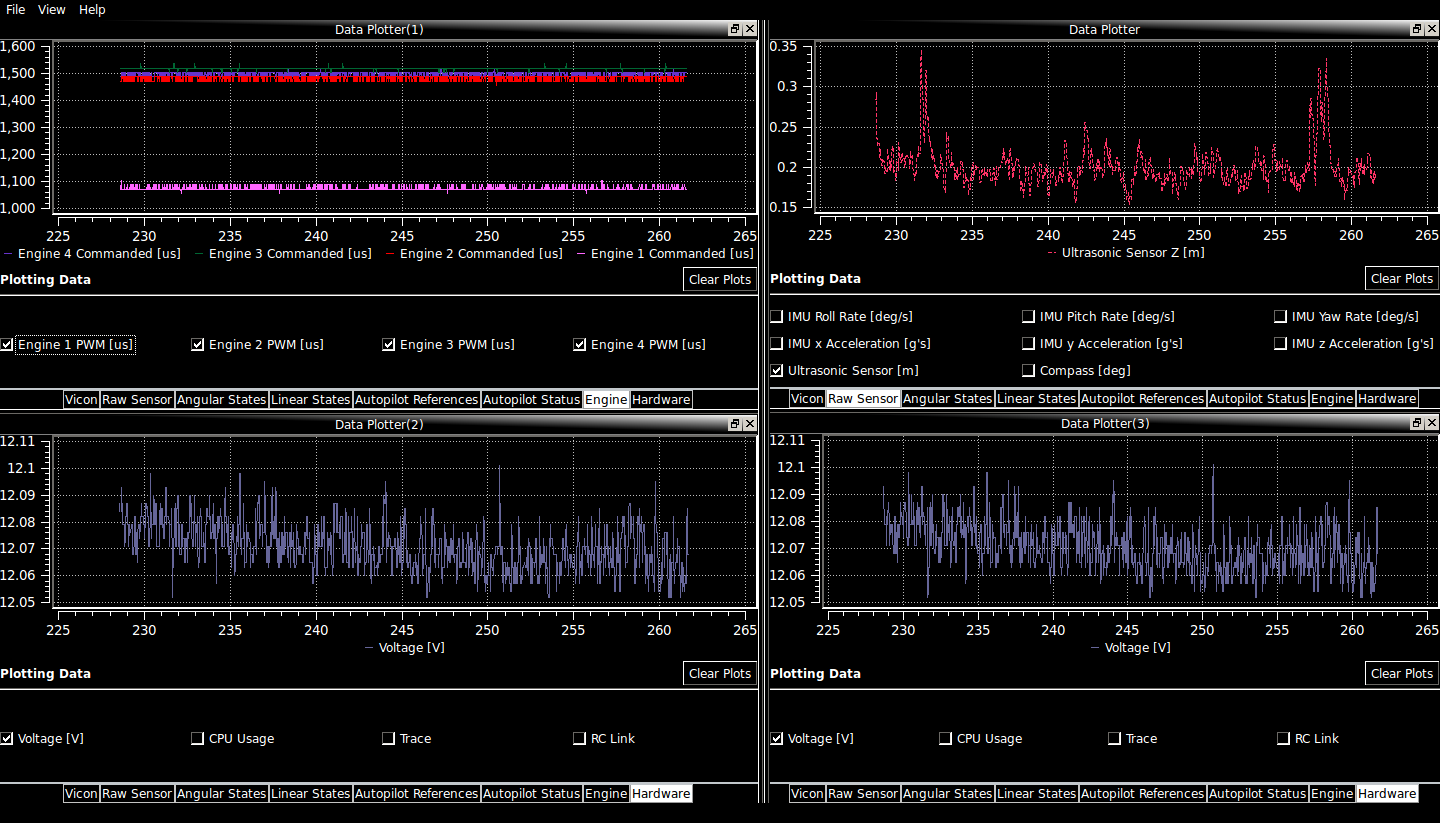 File View Help
Data Plotter(1)
1,600
1,500
1,400
1,300
1,200
1,100
1,000
225 230 235 240 245 250 255 260 265
Engine 4 Commanded [us] Engine 3 Commanded [us] Engine 2 Commanded [us] Engine 1 Commanded [us]
Plotting Data Clear Plots
Engine 1 PWM [us] Engine 2 PWM [us] Engine 3 PWM [us] Engine 4 PWM [us]
Vicon Raw Sensor Angular States Linear States Autopilot References Autopilot Status Engine Hardware
Data Plotter
0.35
0.3
0.25
0.2
0.15
225 230 235 240 245 250 255 260 265
Ultrasonic Sensor Z [m]
Plotting Data Clear Plots
IMU Roll Rate [deg/s] IMU Pitch Rate [deg/s] IMU Yaw Rate [deg/s]
IMU x Acceleration [g's] IMU y Acceleration [g's] IMU z Acceleration [g's]
Ultrasonic Sensor [m] Compass [deg]
Vicon Raw Sensor Angular States Linear States Autopilot References Autopilot Status Engine Hardware
Data Plotter(2)
12.11
12.1
12.09
12.08
12.07
12.06
12.05
225 230 235 240 245 250 255 260 265
Voltage [V]
Plotting Data Clear Plots
Voltage [V] CPU Usage Trace RC Link
Vicon Raw Sensor Angular States Linear States Autopilot References Autopilot Status Engine Hardware
Data Plotter(3)
12.11
12.1
12.09
12.08
12.07
12.06
12.05
225 230 235 240 245 250 255 260 265
Voltage [V]
Plotting Data Clear Plots
Voltage [V] CPU Usage Trace RC Link
Vicon Raw Sensor Angular States Linear States Autopilot References Autopilot Status Engine Hardware